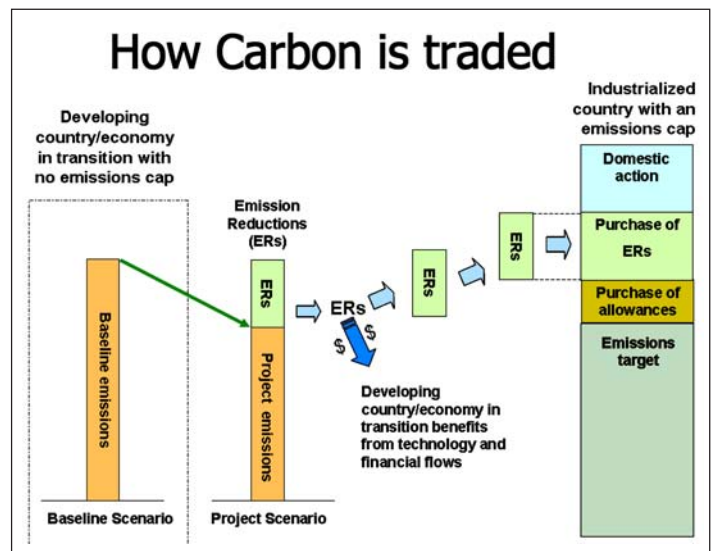 How Carbon is traded
Developing
country/economy
in transition with
no emissions cap
Baseline emissions
Baseline Scenario
Emission
Reductions
(ERs)
ERs
Project emissions
Project Scenario
ERs
$
$
Developing
country/economy in
transition benefits
from technology and
financial flows
ERs
ERs
Industrialized
country with an
emissions cap
Domestic
action
Purchase of
ERs
Purchase of
allowances
Emissions
target